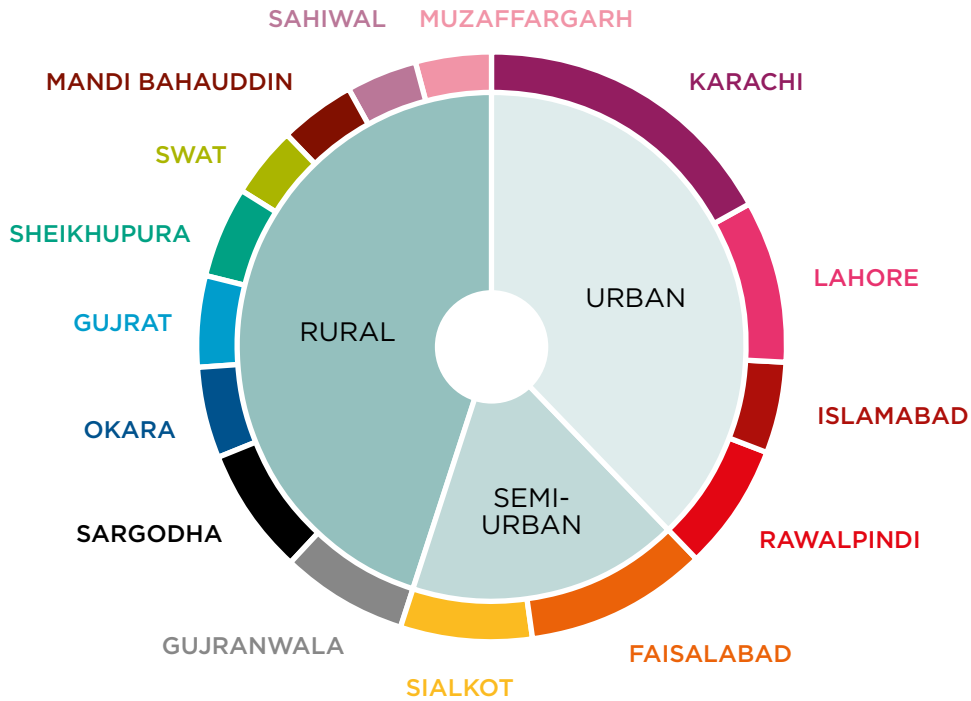 SAHIWAL
MUZAFFARGARH
MANDI BAHAUDDIN
KARACHI
SWAT
SHEIKHUPURA
LAHORE
URBAN
GUJRAT
RURAL
ISLAMABAD
OKARA
SEMI-
URBAN
SARGODHA
RAWALPINDI
GUJRANWALA
FAISALABAD
SIALKOT